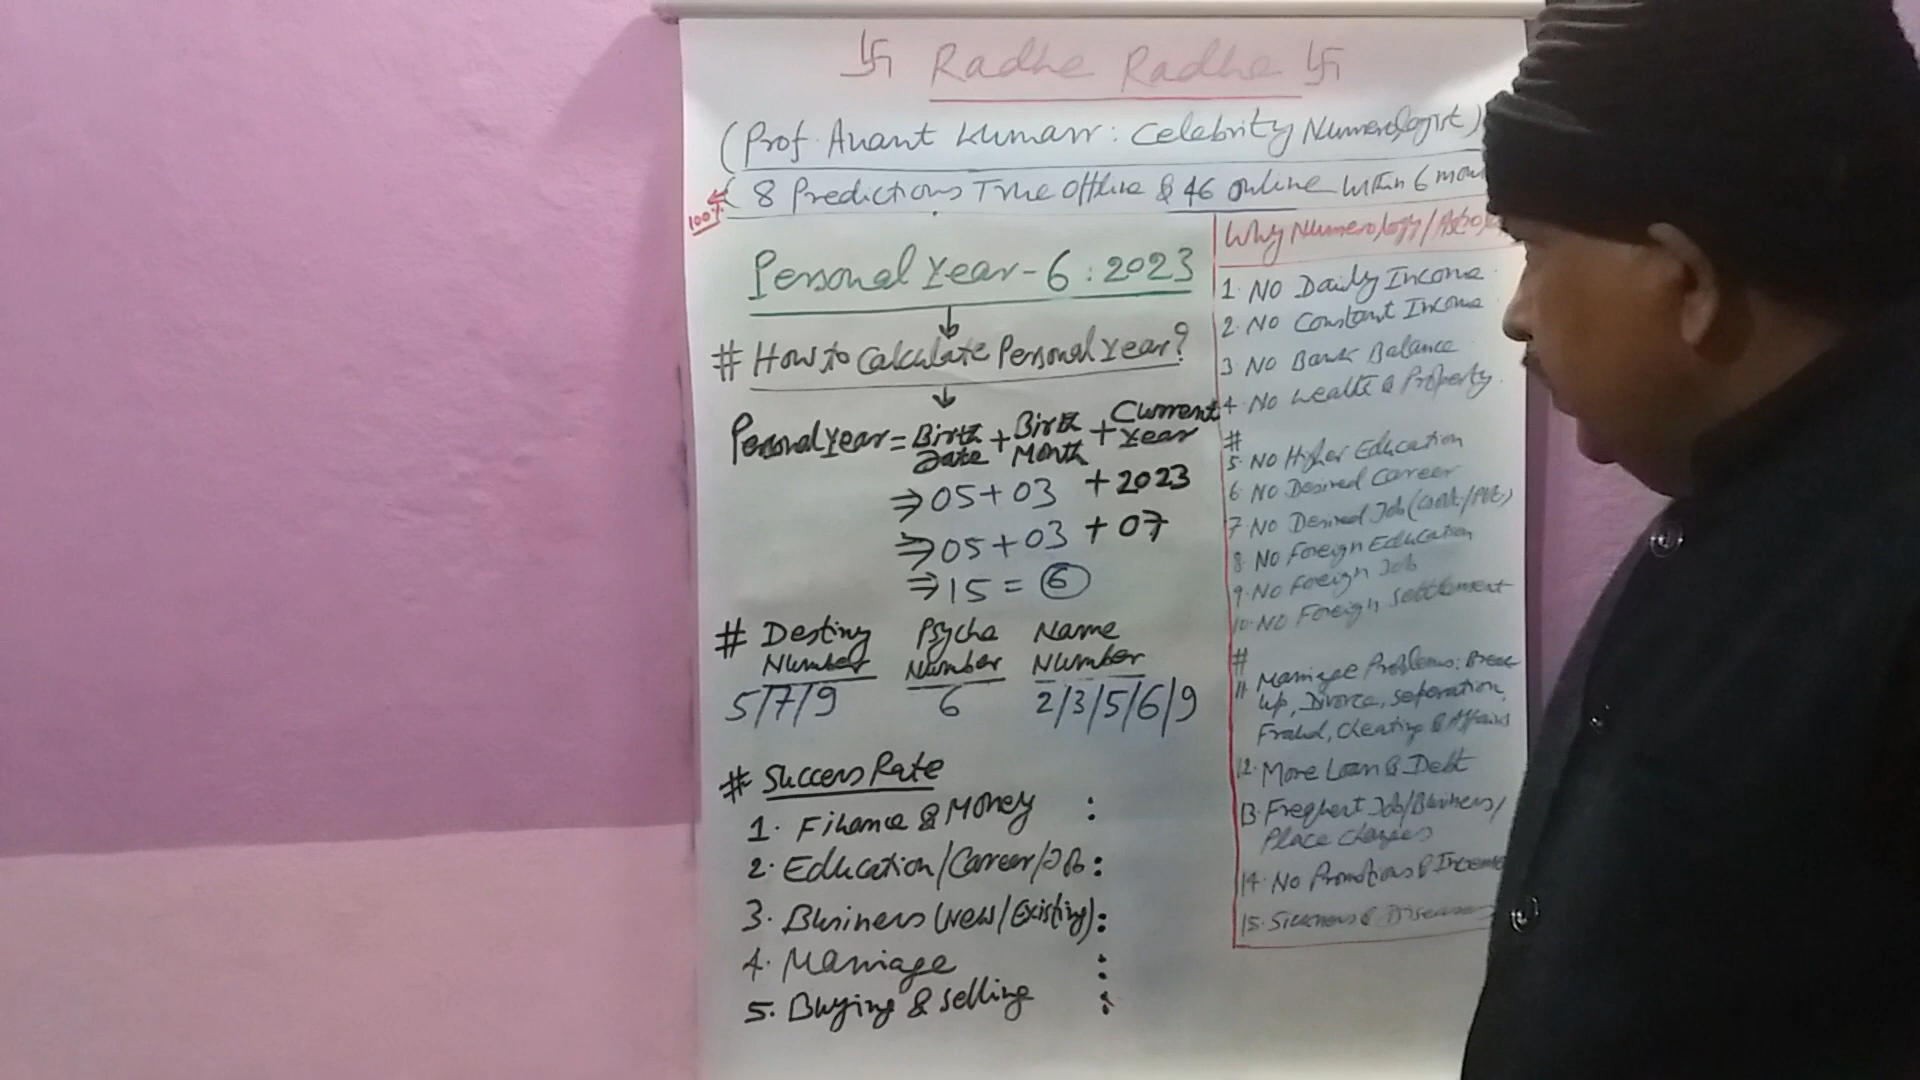 卐 Radhe Radhe 卐
(Prof. Anant Kumarr: Celebrity Numerologist)
100% ( 8 Predictions True offline & 46 online within 6 mon
Personal Year-6 : 2023
# How to Calculate Personal Year?
Personal Year = Birth Date + Birth Month + Current Year
⇒ 05 + 03 + 2023
⇒ 05 + 03 + 07
⇒ 15 = 6
# Destiny Psyche Name
Number Number Number
5/7/9 6 2/3/5/6/9
# Success Rate
1. Finance & Money :
2. Education/Career/Job :
3. Business (New/Existing) :
4. Marriage :
5. Buying & Selling :
Why Numerology/Astro
1. No Daily Income
2. No Constant Income
3. No Bank Balance
4. No Wealth & Property.
#
5. No Higher Education
6. No Desired Career
7. No Desired Job (Govt./Pvt.)
8. No Foreign Education
9. No Foreign Job
10. No Foreign Settlement
#
11. Marriage Problems: Break
up, Divorce, Separation,
Fraud, Cheating & Affairs
12. More Loan & Debt
13. Frequent Job/Business/
Place Changes
14. No Promotions & Increme
15. Sickness & Diseases